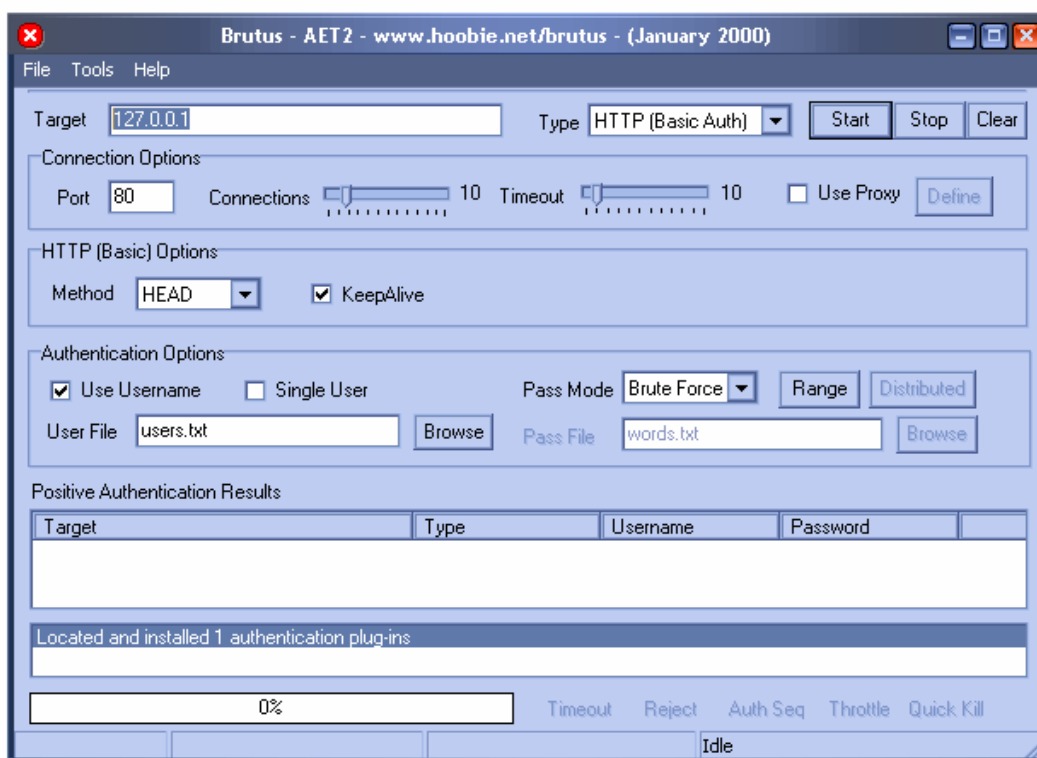 Brutus - AET2 - www.hoobie.net/brutus - (January 2000)
File Tools Help
Target 127.0.0.1 Type HTTP (Basic Auth) Start Stop Clear
Connection Options
Port 80 Connections 10 Timeout 10 Use Proxy Define
HTTP (Basic) Options
Method HEAD KeepAlive
Authentication Options
Use Username Single User Pass Mode Brute Force Range Distributed
User File users.txt Browse Pass File words.txt Browse
Positive Authentication Results
Target Type Username Password
Located and installed 1 authentication plug-ins
0% Timeout Reject Auth Seq Throttle Quick Kill
Idle